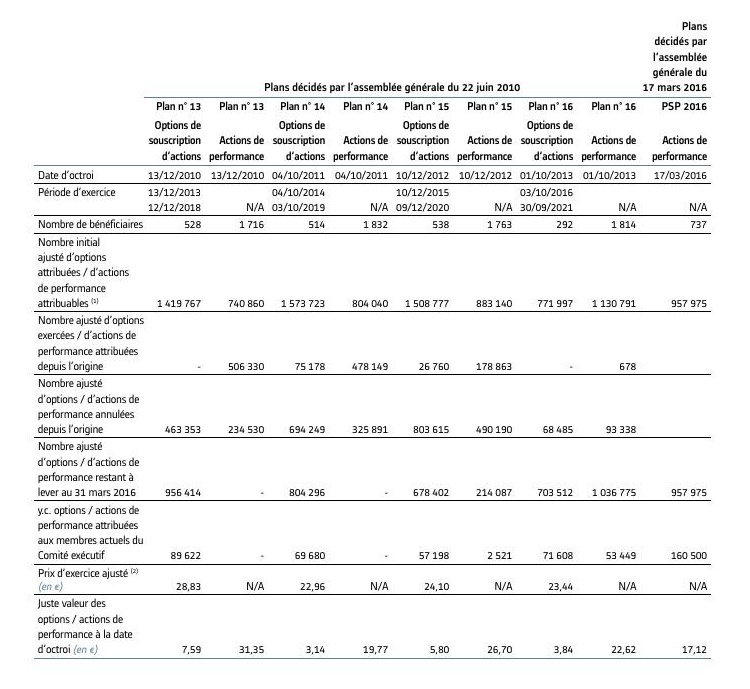 Plans
décidés par
l'assemblée
générale du
Plans décidés par l'assemblée générale du 22 juin 2010 17 mars 2016
Plan n° 13 Plan n° 13 Plan n° 14 Plan n° 14 Plan n° 15 Plan n° 15 Plan n° 16 Plan n° 16 PSP 2016
Options de Options de Options de Options de
souscription Actions de souscription Actions de souscription Actions de souscription Actions de Actions de
d'actions performance d'actions performance d'actions performance d'actions performance performance
Date d'octroi 13/12/2010 13/12/2010 04/10/2011 04/10/2011 10/12/2012 10/12/2012 01/10/2013 01/10/2013 17/03/2016
Période d'exercice 13/12/2013 04/10/2014 10/12/2015 03/10/2016
12/12/2018 N/A 03/10/2019 N/A 09/12/2020 N/A 30/09/2021 N/A N/A
Nombre de bénéficiaires 528 1 716 514 1 832 538 1 763 292 1 814 737
Nombre initial
ajusté d'options
attribuées / d'actions
de performance
attribuables (1) 1 419 767 740 860 1 573 723 804 040 1 508 777 883 140 771 997 1 130 791 957 975
Nombre ajusté d'options
exercées / d'actions de
performance attribuées
depuis l'origine - 506 330 75 178 478 149 26 760 178 863 - 678
Nombre ajusté
d'options / d'actions de
performance annulées
depuis l'origine 463 353 234 530 694 249 325 891 803 615 490 190 68 485 93 338
Nombre ajusté
d'options / d'actions de
performance restant à
lever au 31 mars 2016 956 414 - 804 296 - 678 402 214 087 703 512 1 036 775 957 975
y.c. options / actions de
performance attribuées
aux membres actuels du
Comité exécutif 89 622 - 69 680 - 57 198 2 521 71 608 53 449 160 500
Prix d'exercice ajusté (2)
(en €) 28,83 N/A 22,96 N/A 24,10 N/A 23,44 N/A N/A
Juste valeur des
options / actions de
performance à la date
d'octroi (en €) 7,59 31,35 3,14 19,77 5,80 26,70 3,84 22,62 17,12